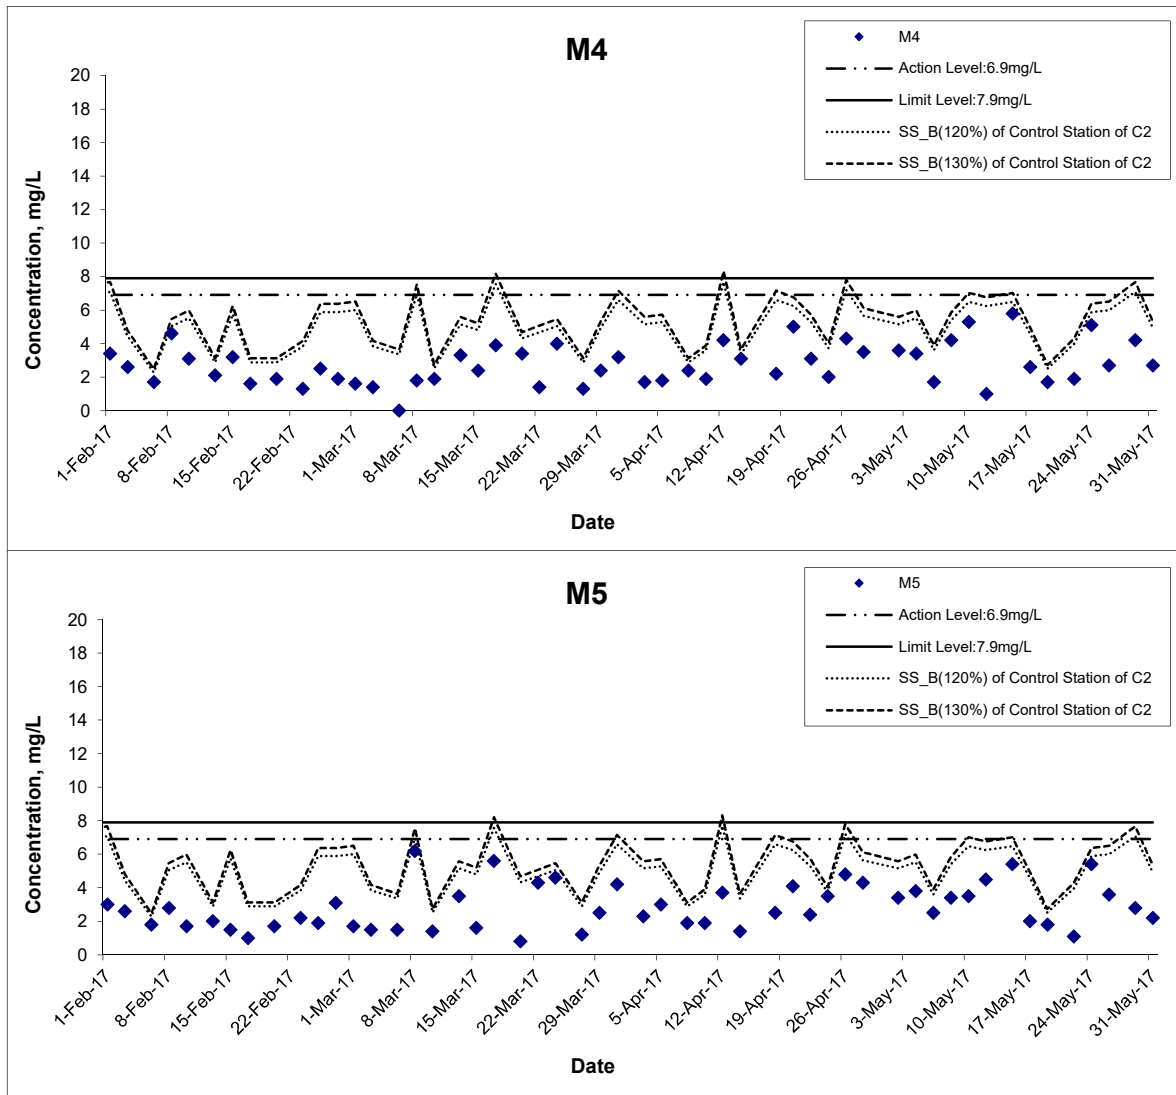 M4
M4
Action Level:6.9mg/L
Limit Level:7.9mg/L
SS_B(120%) of Control Station of C2
SS_B(130%) of Control Station of C2
Concentration, mg/L
20
18
16
14
12
10
8
6
4
2
0
1-Feb-17
8-Feb-17
15-Feb-17
22-Feb-17
1-Mar-17
8-Mar-17
15-Mar-17
22-Mar-17
29-Mar-17
5-Apr-17
12-Apr-17
19-Apr-17
26-Apr-17
3-May-17
10-May-17
17-May-17
24-May-17
31-May-17
Date
M5
M5
Action Level:6.9mg/L
Limit Level:7.9mg/L
SS_B(120%) of Control Station of C2
SS_B(130%) of Control Station of C2
Concentration, mg/L
20
18
16
14
12
10
8
6
4
2
0
1-Feb-17
8-Feb-17
15-Feb-17
22-Feb-17
1-Mar-17
8-Mar-17
15-Mar-17
22-Mar-17
29-Mar-17
5-Apr-17
12-Apr-17
19-Apr-17
26-Apr-17
3-May-17
10-May-17
17-May-17
24-May-17
31-May-17
Date